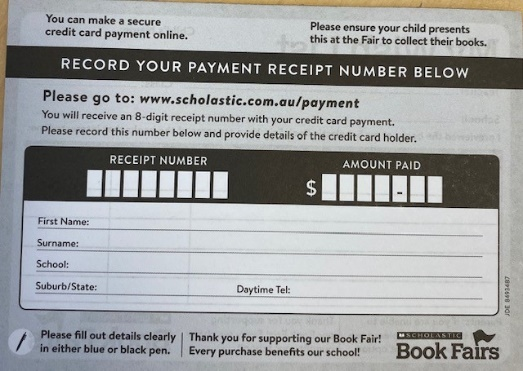 You can make a secure
credit card payment online.
Please ensure your child presents
this at the Fair to collect their books.
RECORD YOUR PAYMENT RECEIPT NUMBER BELOW
Please go to: www.scholastic.com.au/payment
You will receive an 8-digit receipt number with your credit card payment.
Please record this number below and provide details of the credit card holder.
RECEIPT NUMBER
AMOUNT PAID
$ -
First Name:
Surname:
School:
Suburb/State: Daytime Tel:
Please fill out details clearly
in either blue or black pen.
Thank you for supporting our Book Fair!
Every purchase benefits our school!
SCHOLASTIC
Book Fairs